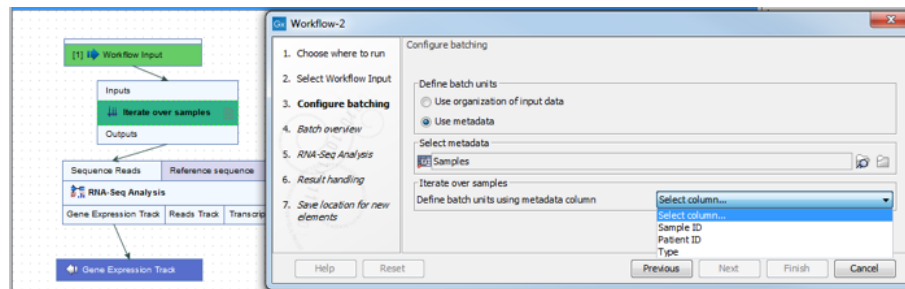 [1] Workflow Input
Inputs
Iterate over samples
Outputs
Sequence Reads Reference sequence
RNA-Seq Analysis
Gene Expression Track Reads Track Transcrip
Gene Expression Track
Gx Workflow-2
1. Choose where to run
2. Select Workflow Input
3. Configure batching
4. Batch overview
5. RNA-Seq Analysis
6. Result handling
7. Save location for new
elements
Configure batching
Define batch units
Use organization of input data
Use metadata
Select metadata
Samples
Iterate over samples
Define batch units using metadata column Select column...
Select column...
Sample ID
Patient ID
Type
Help Reset Previous Next Finish Cancel